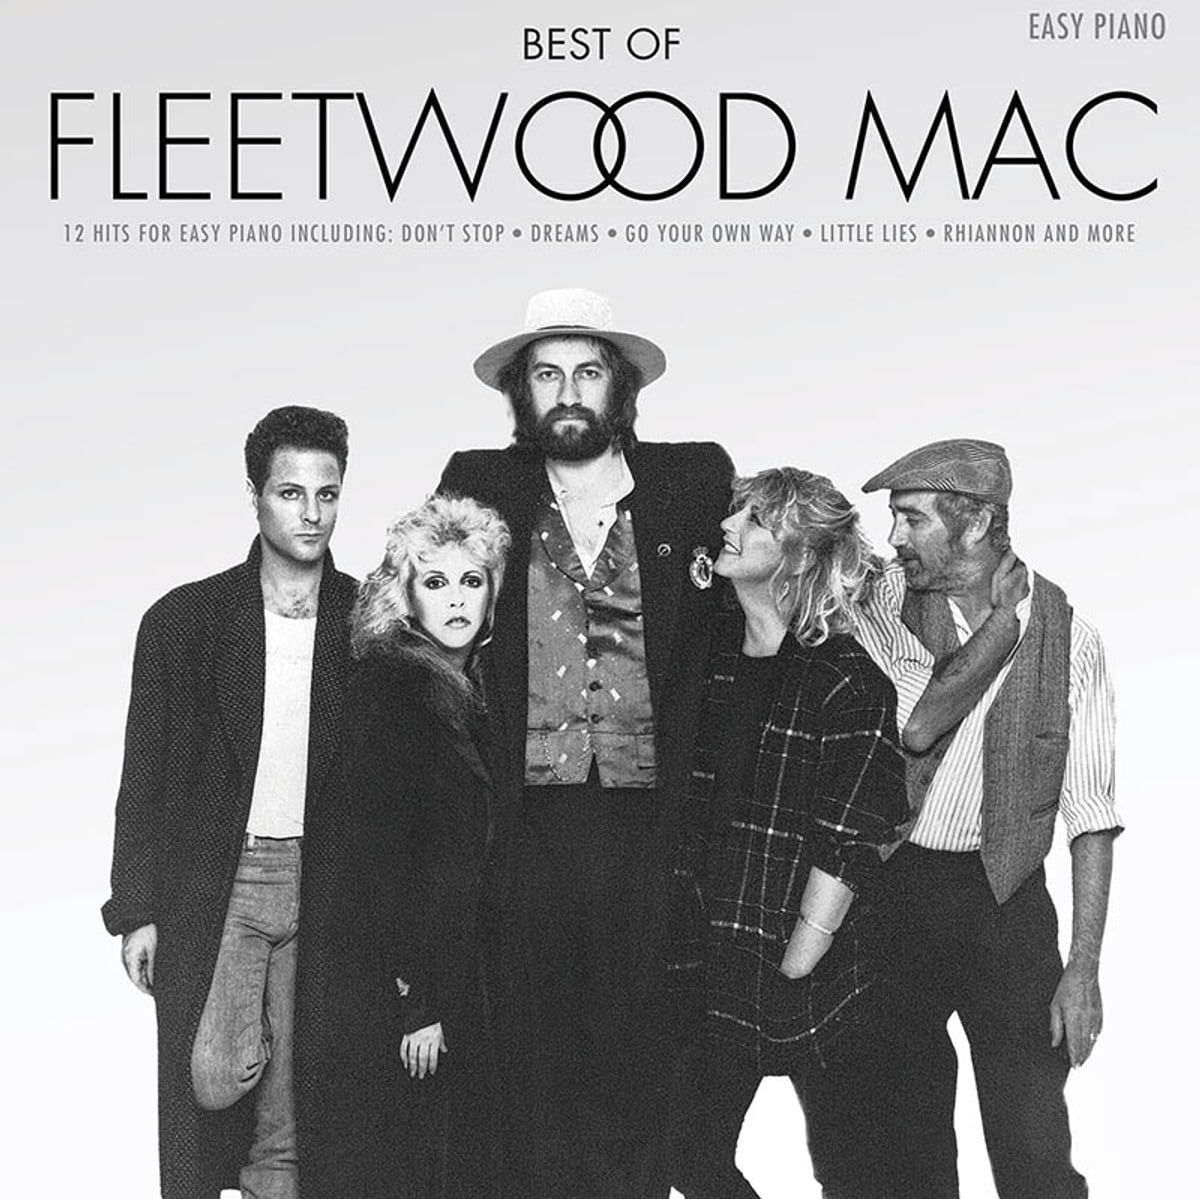 EASY PIANO
BEST OF
FLEETWOOD MAC
12 HITS FOR EASY PIANO INCLUDING: DON'T STOP • DREAMS • GO YOUR OWN WAY • LITTLE LIES • RHIANNON AND MORE